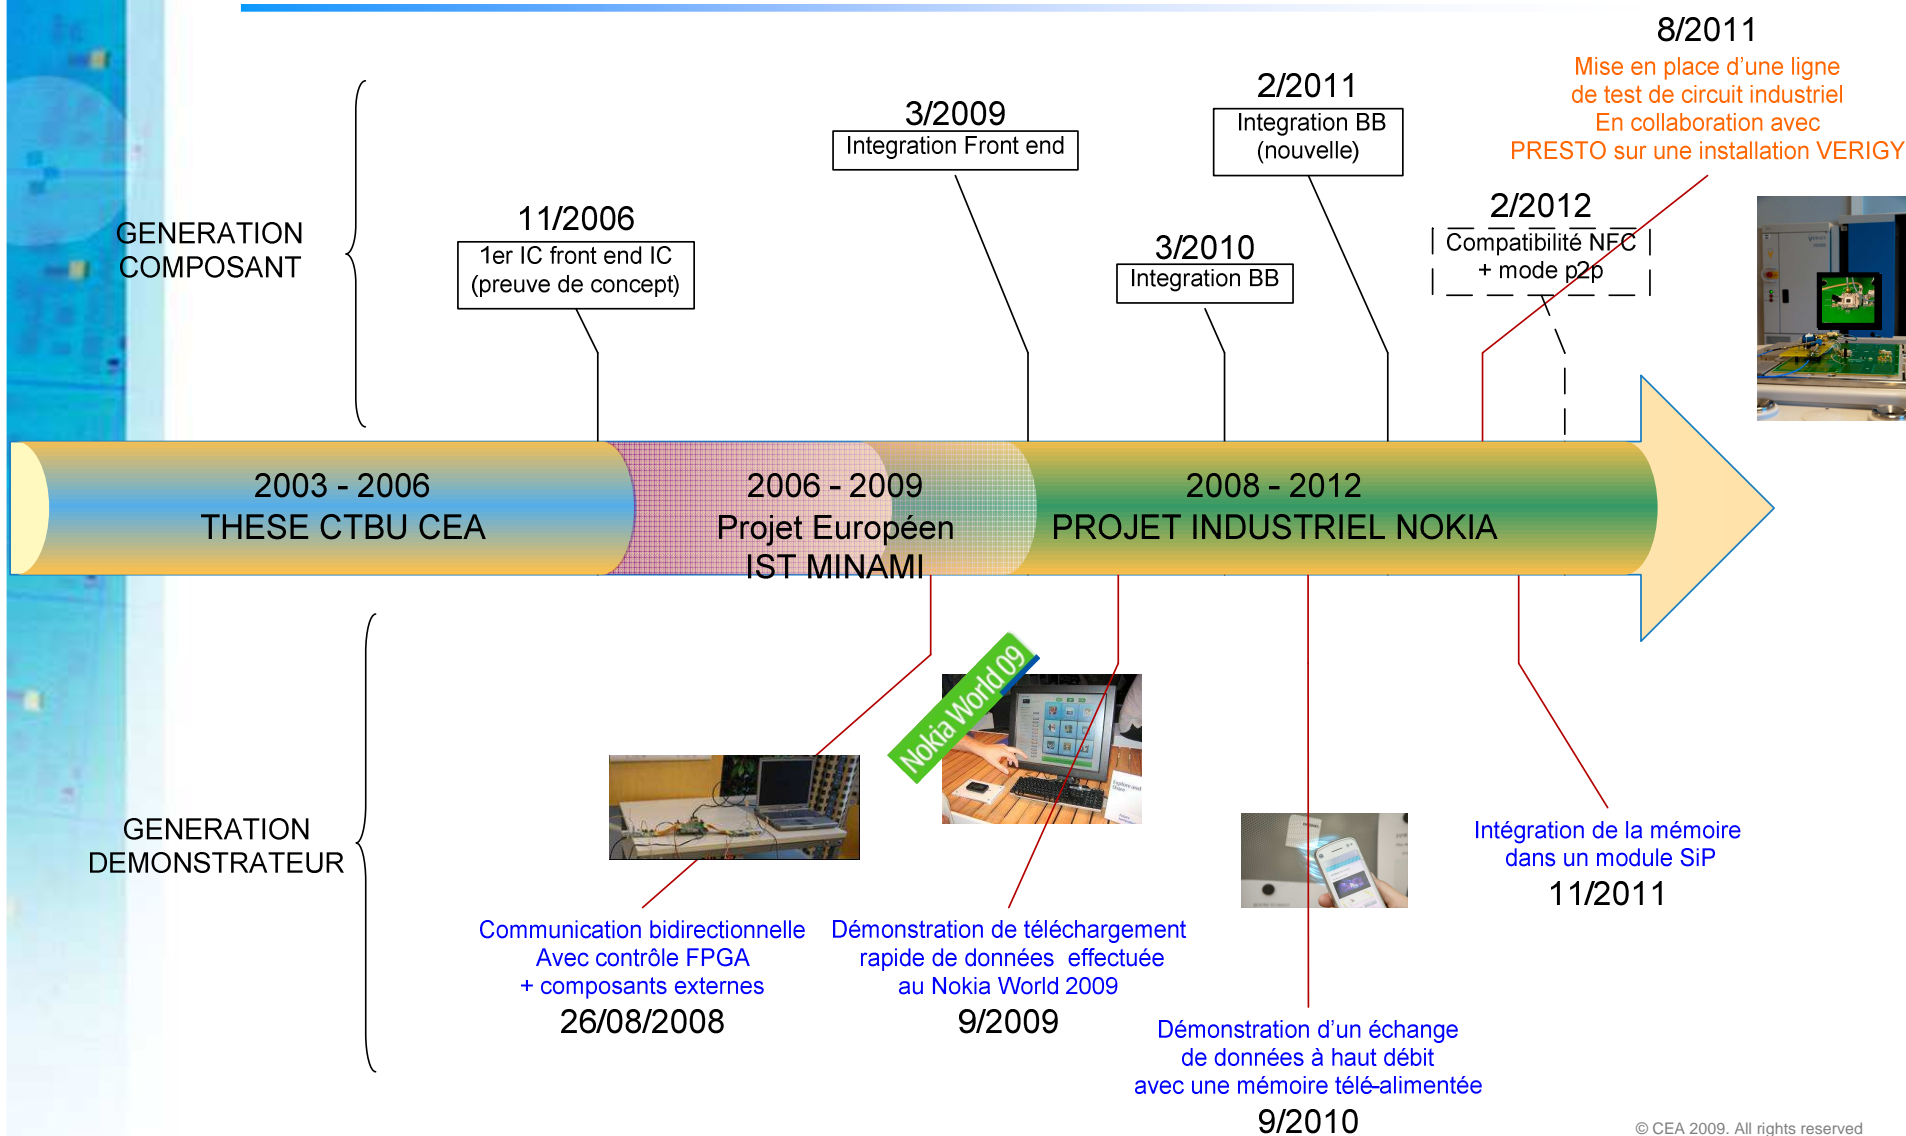 8/2011
Mise en place d'une ligne
de test de circuit industriel
En collaboration avec
PRESTO sur une installation VERIGY
2/2011
Integration BB
(nouvelle)
3/2009
Integration Front end
2/2012
Compatibilité NFC
+ mode p2p
11/2006
1er IC front end IC
(preuve de concept)
3/2010
Integration BB
GENERATION
COMPOSANT
2003 - 2006
THESE CTBU CEA
2006 - 2009
Projet Européen
IST MINAMI
2008 - 2012
PROJET INDUSTRIEL NOKIA
Nokia World 09
Explore and
Share
GENERATION
DEMONSTRATEUR
Intégration de la mémoire
dans un module SiP
11/2011
Communication bidirectionnelle
Avec contrôle FPGA
+ composants externes
26/08/2008
Démonstration de téléchargement
rapide de données effectuée
au Nokia World 2009
9/2009
Démonstration d'un échange
de données à haut débit
avec une mémoire télé-alimentée
9/2010
© CEA 2009. All rights reserved